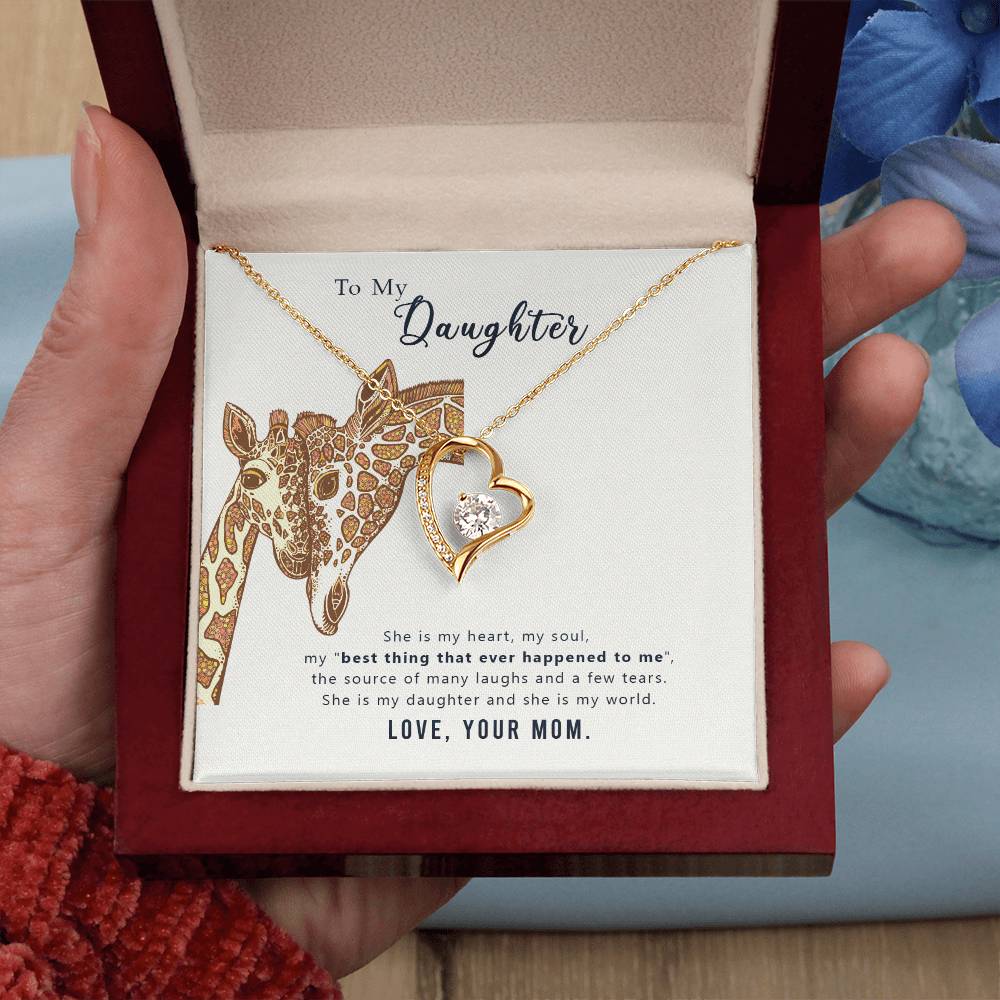 To My
Daughter
She is my heart, my soul,
my "best thing that ever happened to me",
the source of many laughs and a few tears.
She is my daughter and she is my world.
LOVE, YOUR MOM.